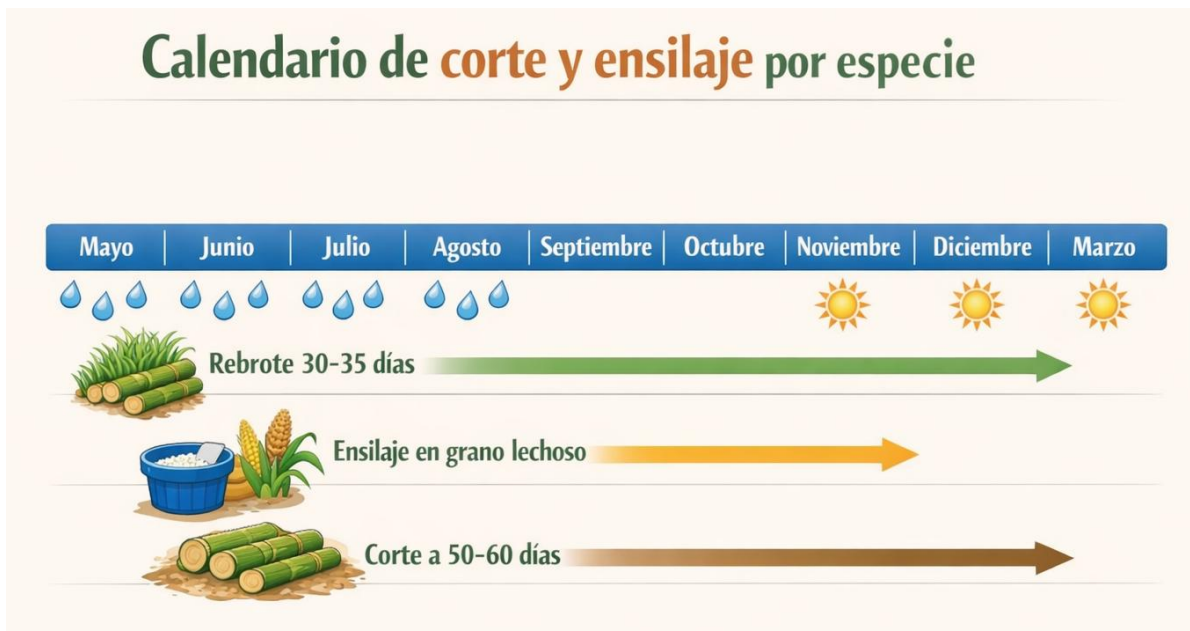 Calendario de corte y ensilaje por especie
Mayo Junio Julio Agosto Septiembre Octubre Noviembre Diciembre Marzo
Rebrote 30-35 días
Ensilaje en grano lechoso
Corte a 50-60 días